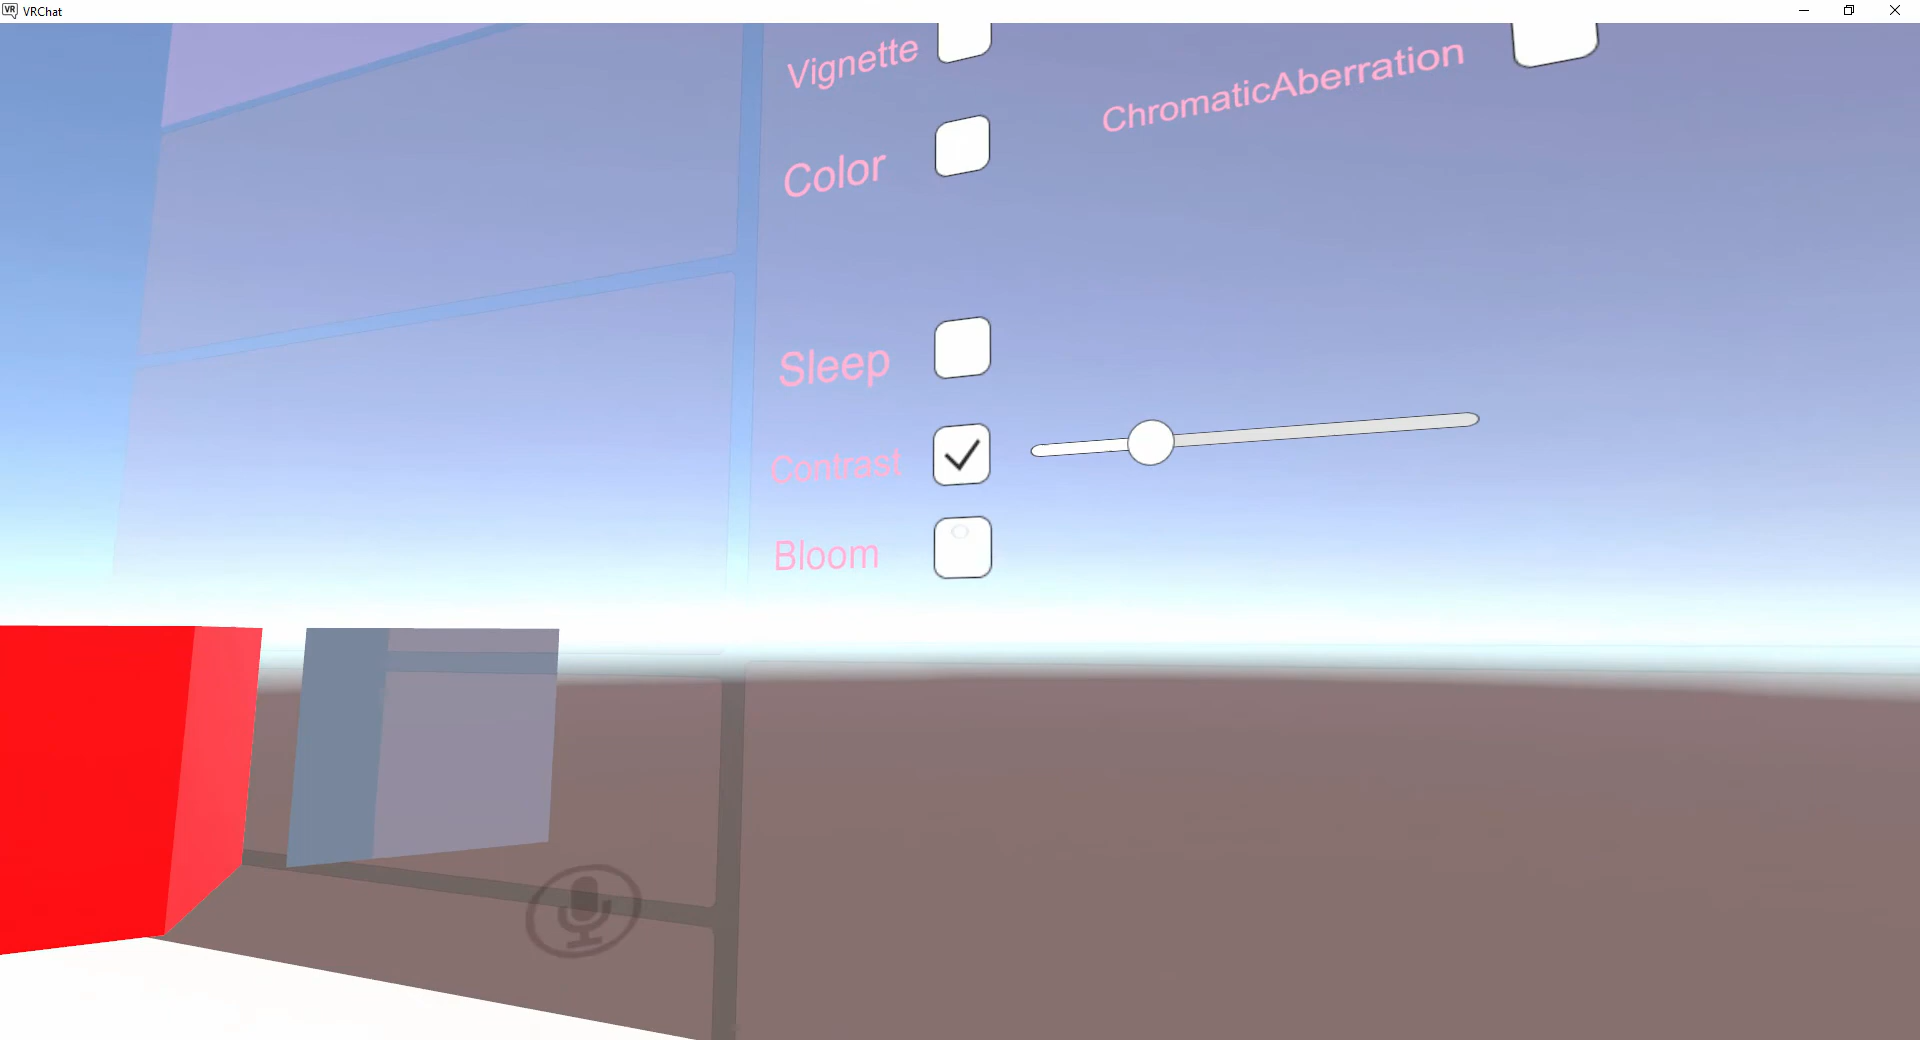 VRChat
Vignette
ChromaticAberration
Color
Sleep
Contrast
Bloom